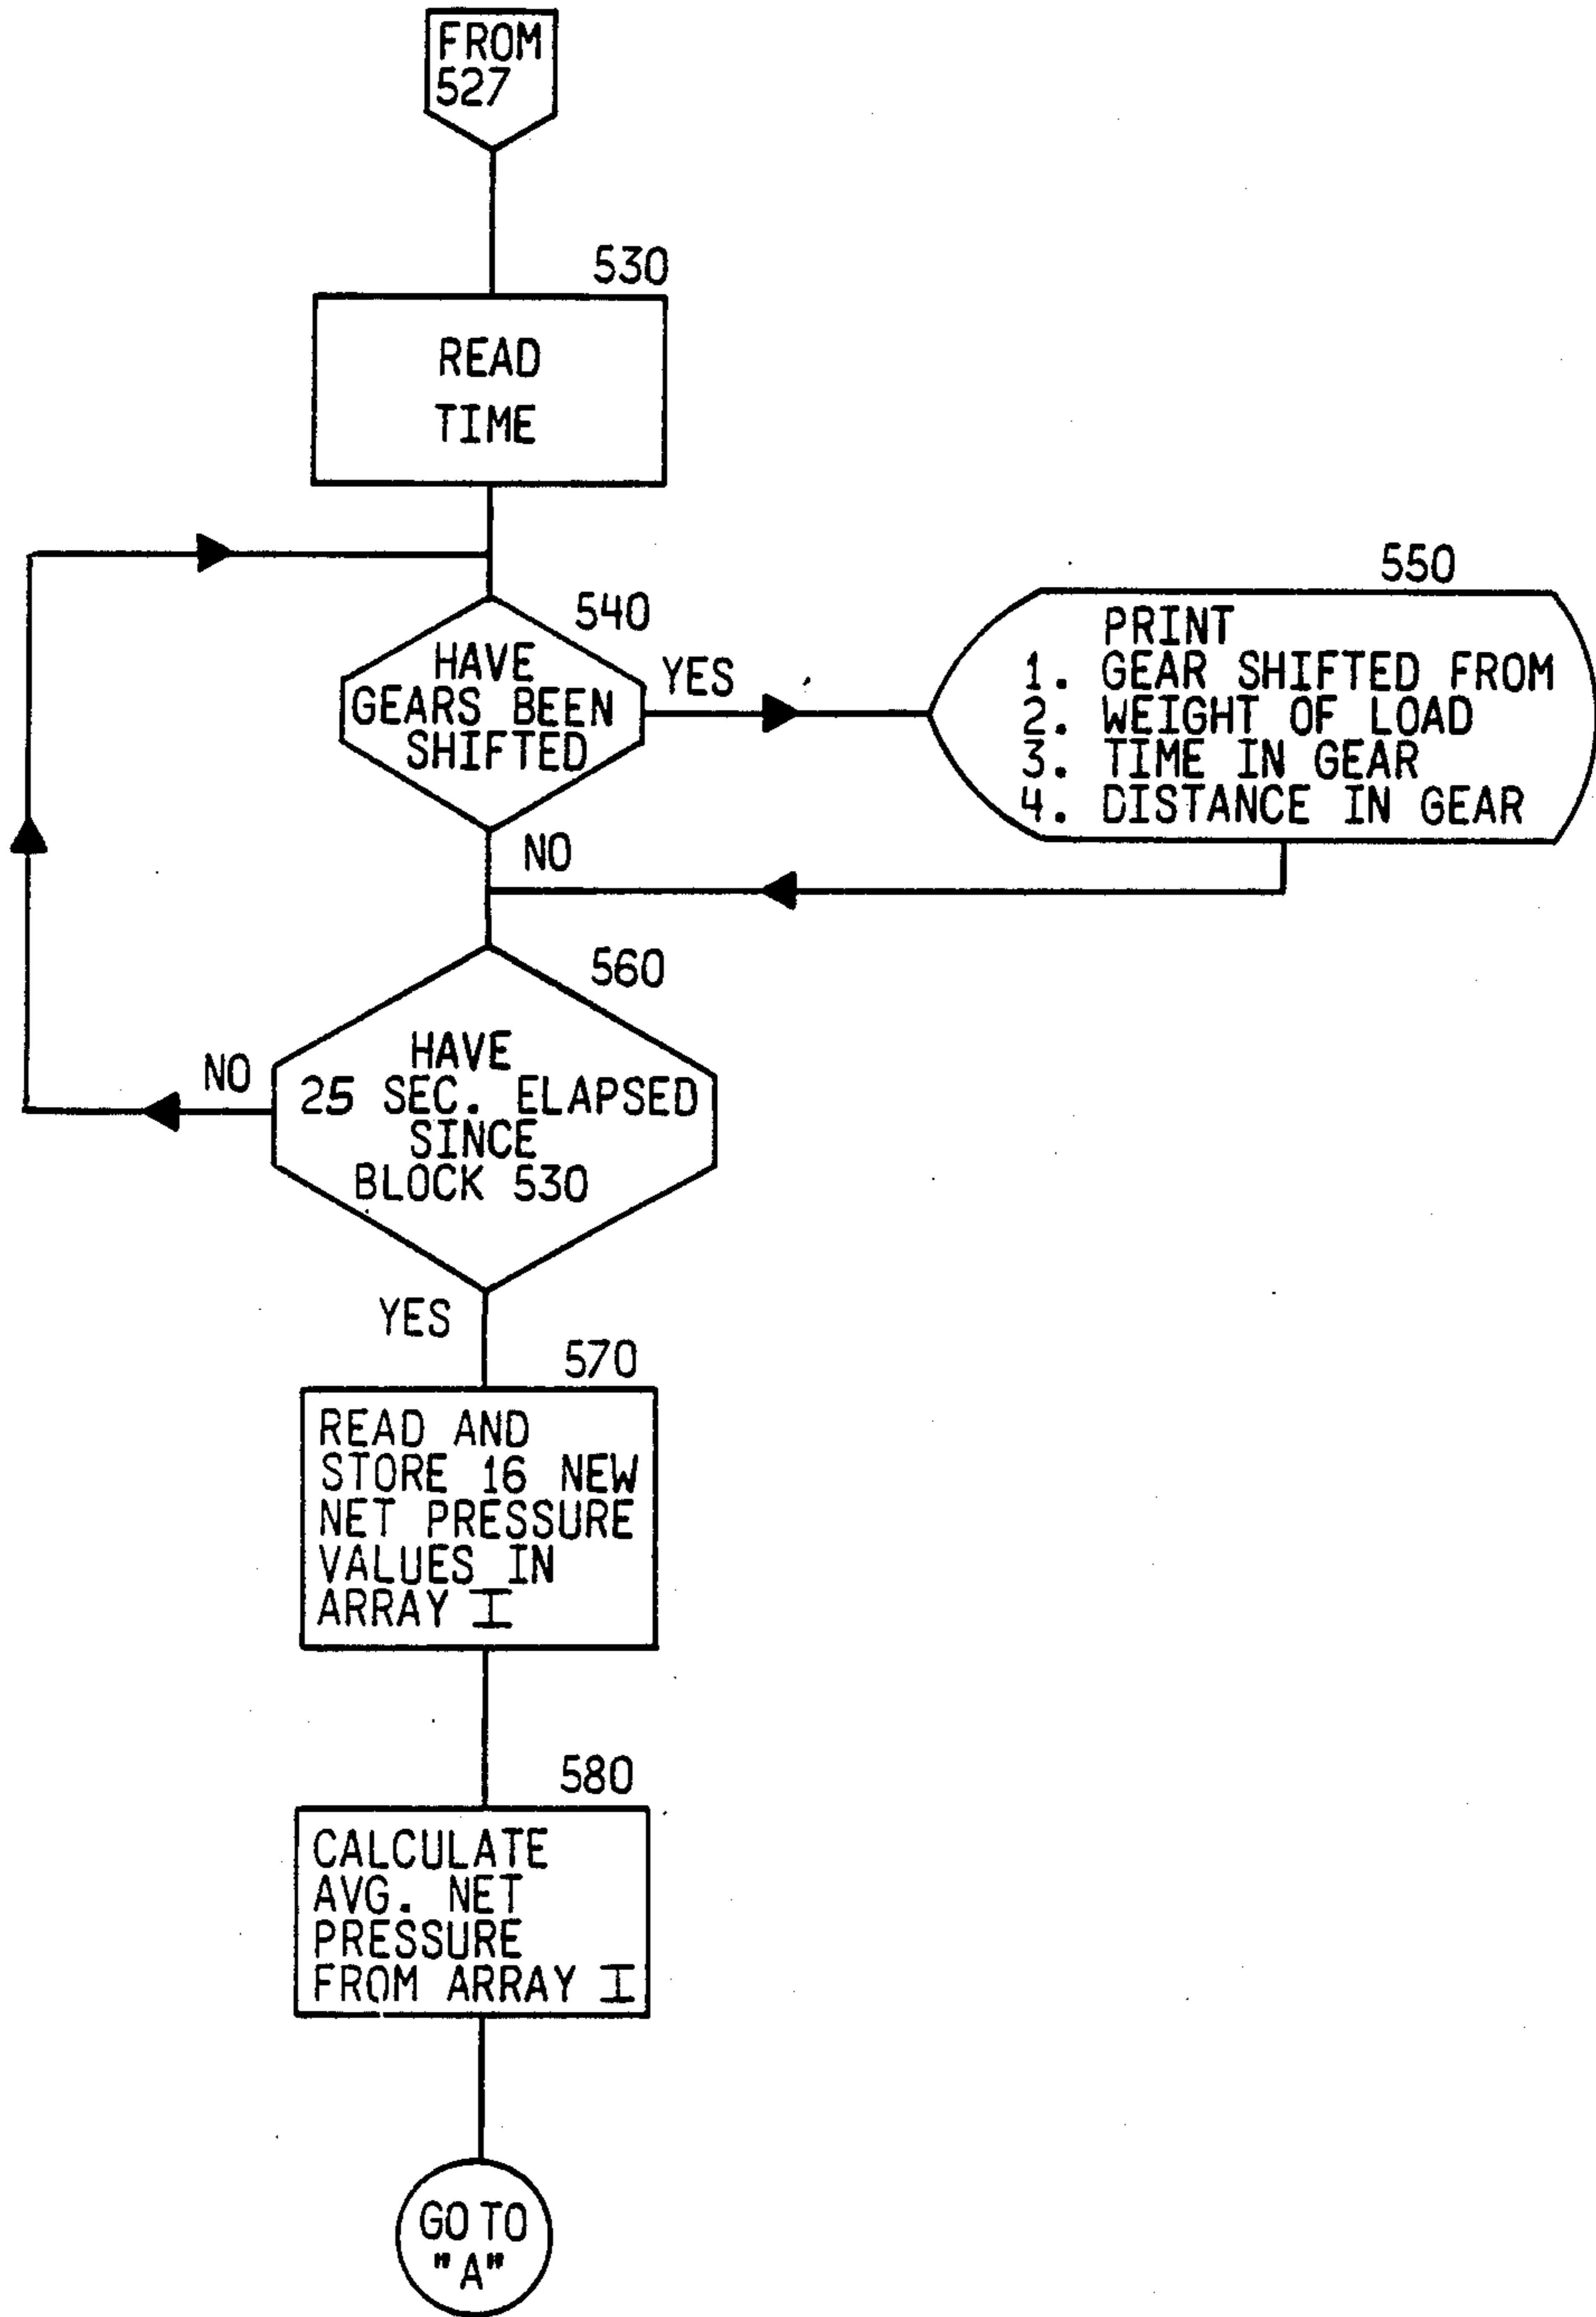 FROM
527
530
READ
TIME
540
HAVE
GEARS BEEN
SHIFTED
YES
550
PRINT
1. GEAR SHIFTED FROM
2. WEIGHT OF LOAD
3. TIME IN GEAR
4. DISTANCE IN GEAR
NO
560
HAVE
25 SEC. ELAPSED
SINCE
BLOCK 530
NO
YES
570
READ AND
STORE 16 NEW
NET PRESSURE
VALUES IN
ARRAY I
580
CALCULATE
AVG. NET
PRESSURE
FROM ARRAY I
GO TO
"A"